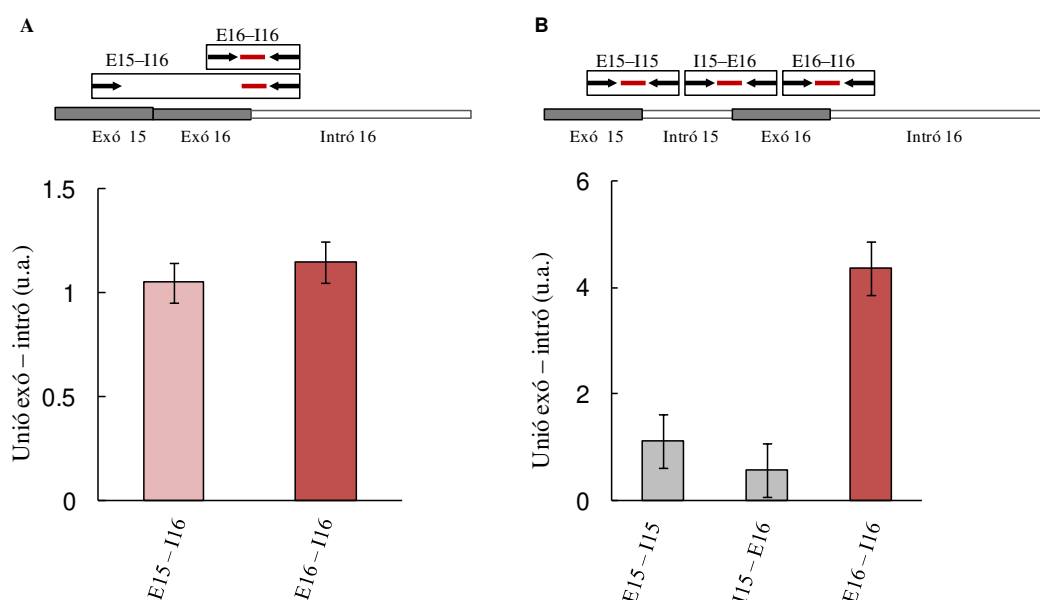 A
E16–I16
E15–I16
Exó 15
Exó 16
Intró 16
Unió exó – intró (u.a.)
1.5
1
0.5
0
E15 – I16
E16 – I16
B
E15–I15
I15–E16
E16–I16
Exó 15
Intró 15
Exó 16
Intró 16
Unió exó – intró (u.a.)
6
4
2
0
E15 – I15
I15 – E16
E16 – I16